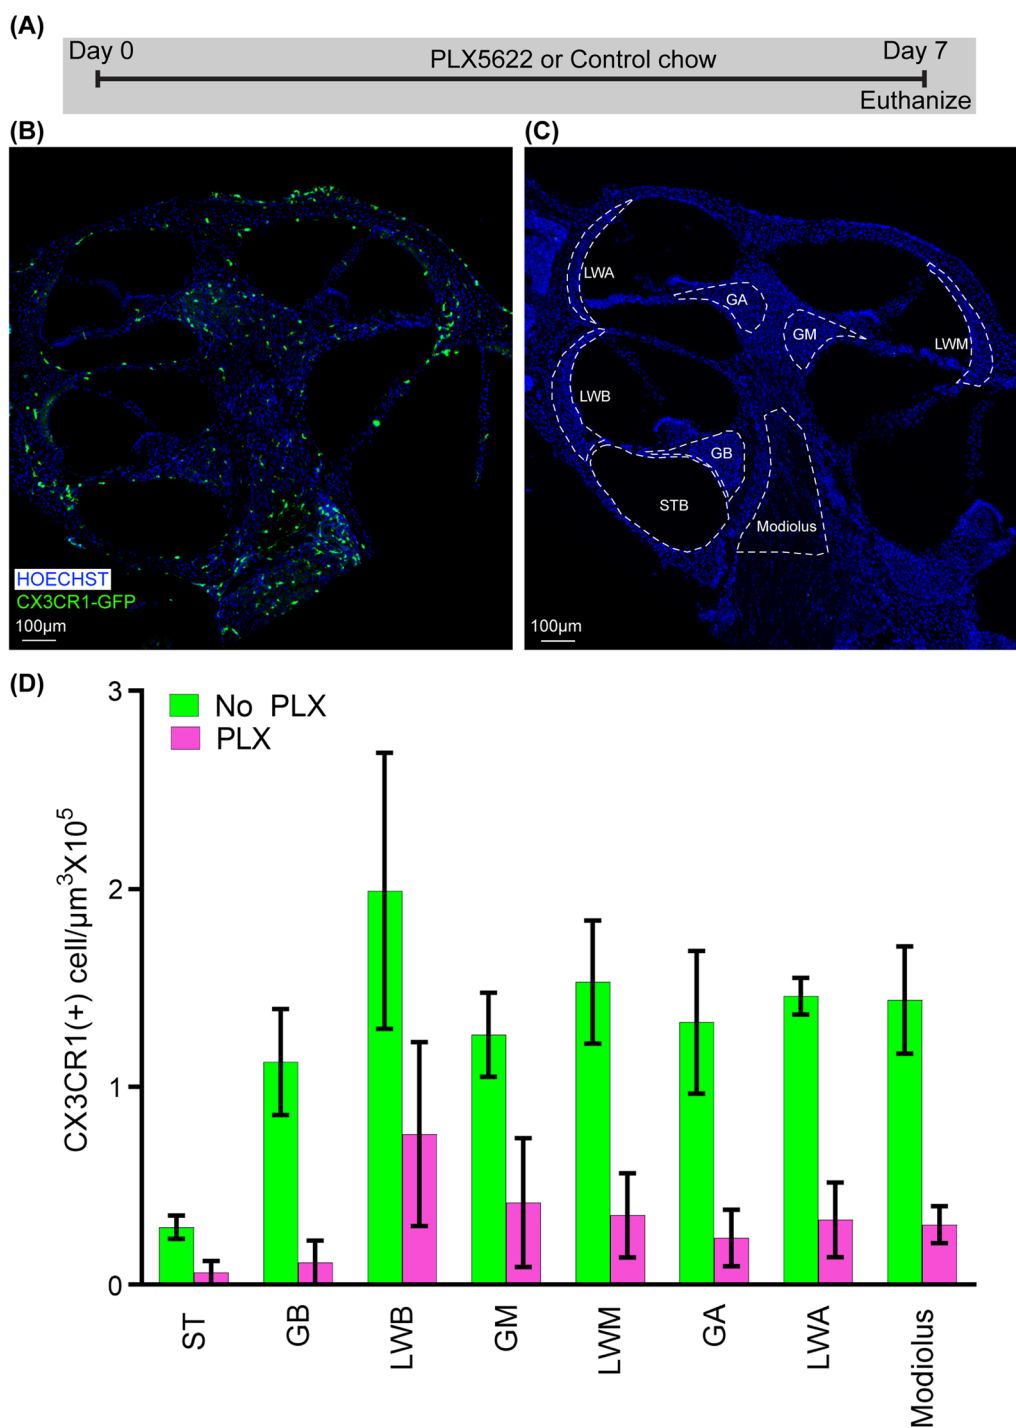 (A)
Day 0
PLX5622 or Control chow
Day 7
Euthanize
(B)
HOECHST
CX3CR1-GFP
100µm
(C)
LWA
GA
GM
LWM
LWB
GB
STB
Modiolus
100µm
(D)
CX3CR1(+) cell/µm³X10⁵
3
2
1
0
No PLX
PLX
ST
GB
LWB
GM
LWM
GA
LWA
Modiolus